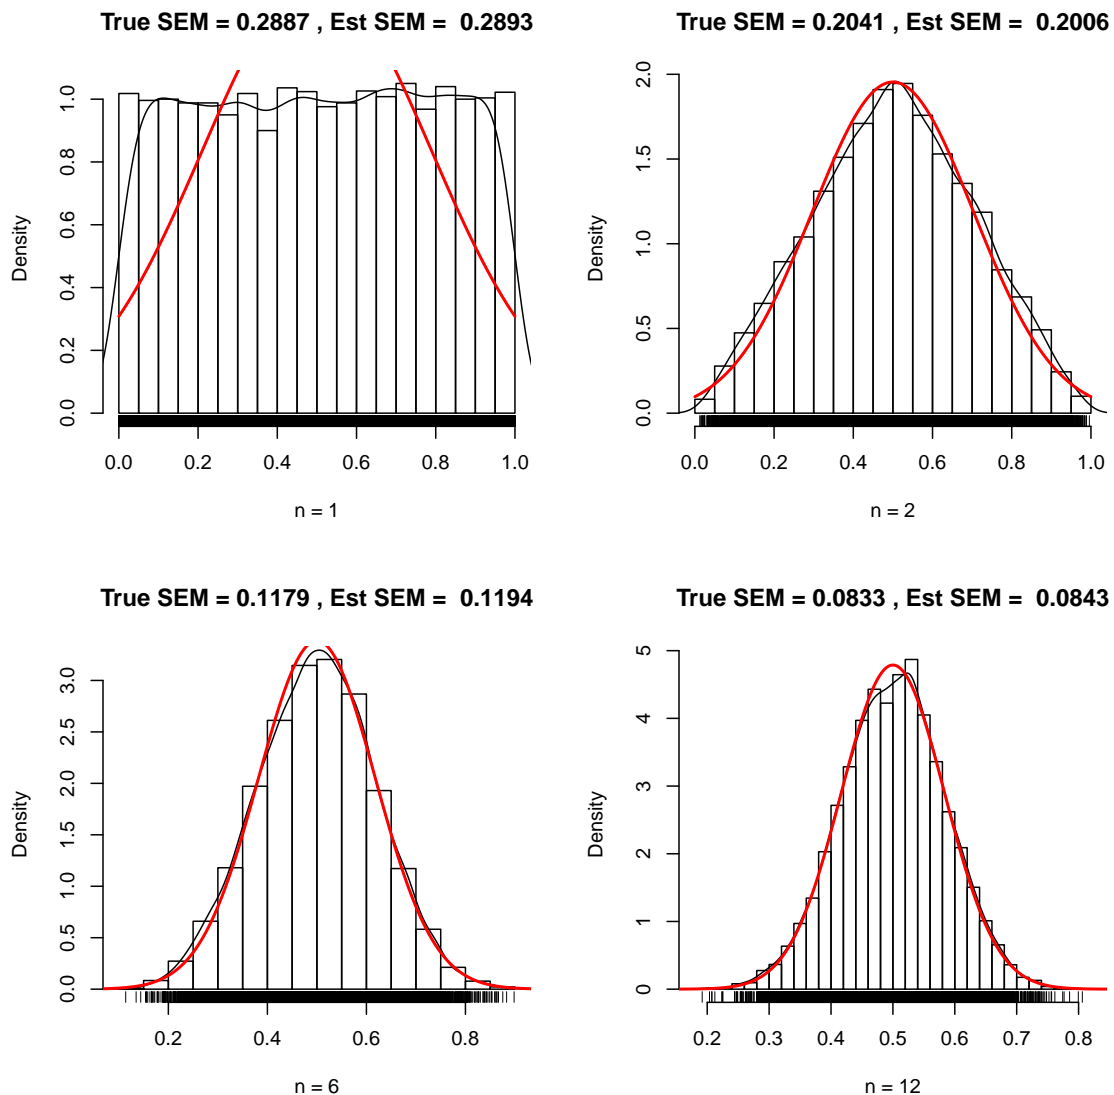 True SEM = 0.2887 , Est SEM =  0.2893
Density
0.0 0.2 0.4 0.6 0.8 1.0
0.0 0.2 0.4 0.6 0.8 1.0
n = 1
True SEM = 0.2041 , Est SEM =  0.2006
Density
0.0 0.5 1.0 1.5 2.0
0.0 0.2 0.4 0.6 0.8 1.0
n = 2
True SEM = 0.1179 , Est SEM =  0.1194
Density
0.0 0.5 1.0 1.5 2.0 2.5 3.0
0.2 0.4 0.6 0.8
n = 6
True SEM = 0.0833 , Est SEM =  0.0843
Density
0 1 2 3 4 5
0.2 0.3 0.4 0.5 0.6 0.7 0.8
n = 12